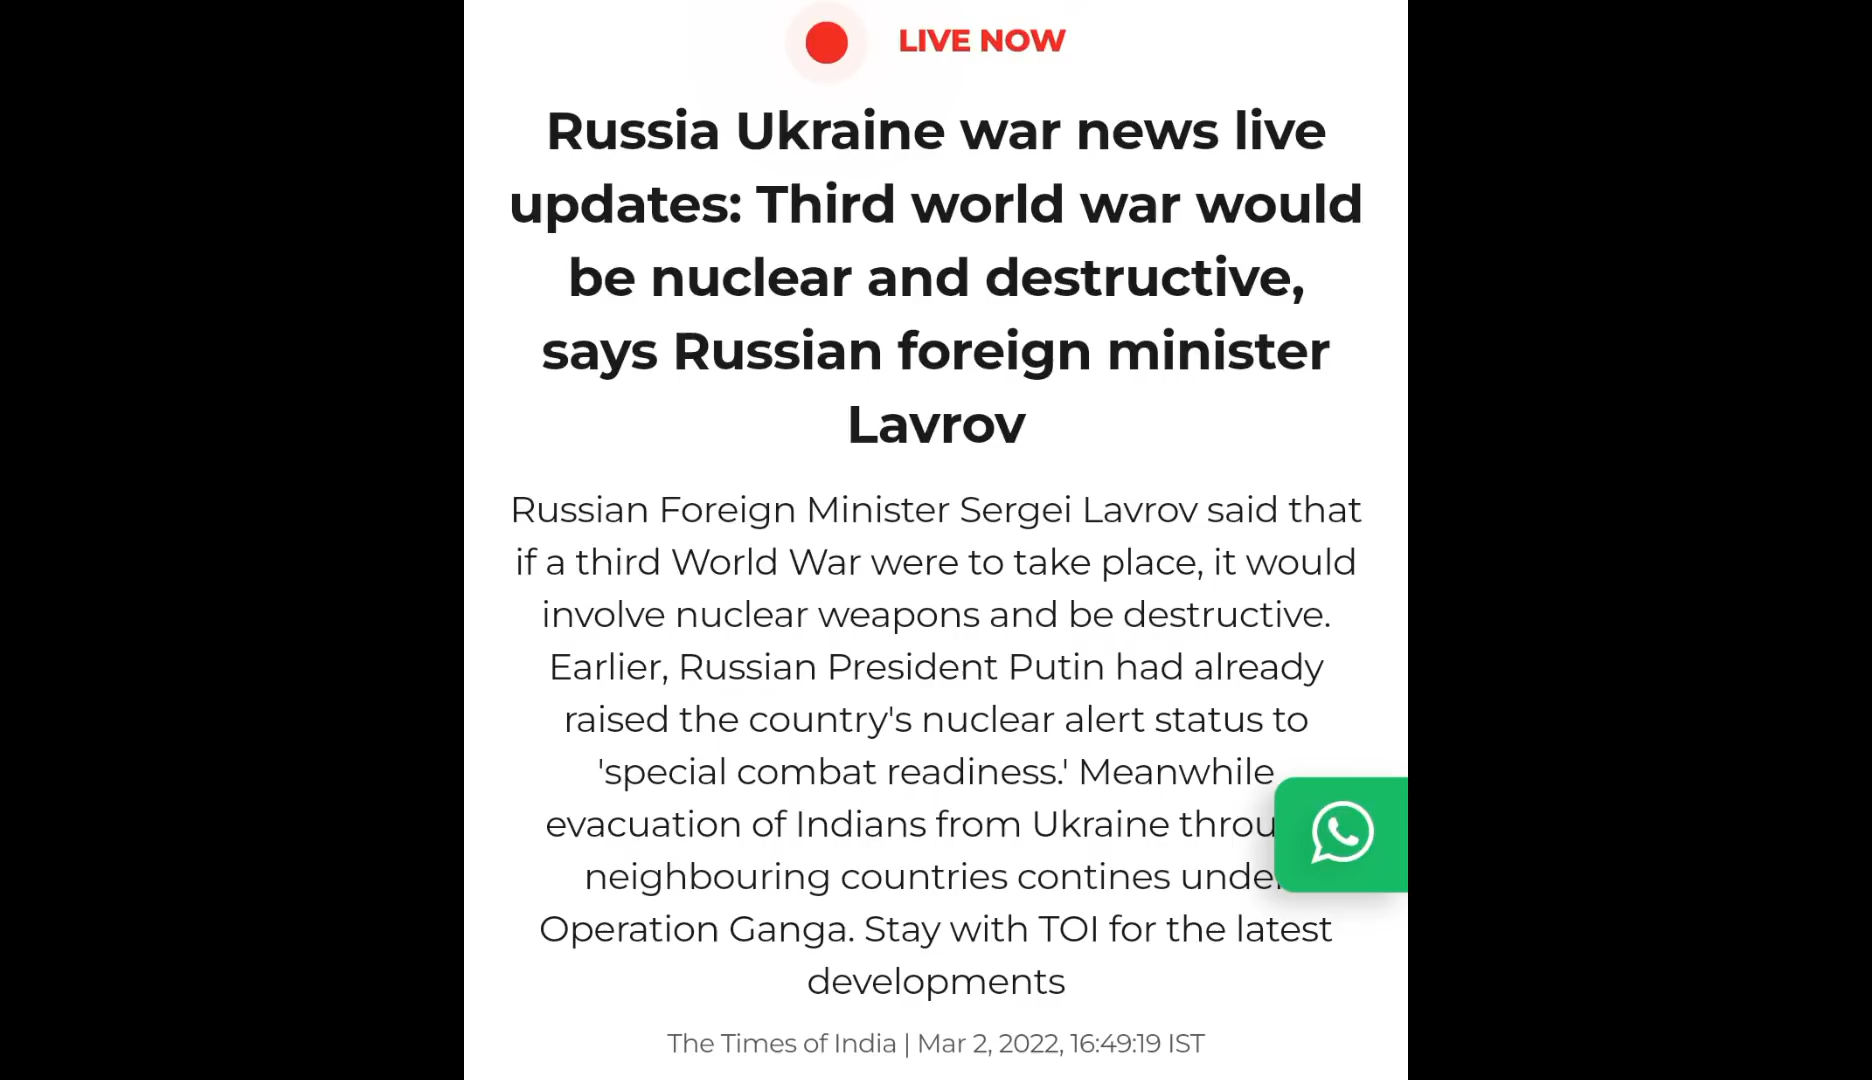 LIVE NOW
Russia Ukraine war news live
updates: Third world war would
be nuclear and destructive,
says Russian foreign minister
Lavrov
Russian Foreign Minister Sergei Lavrov said that
if a third World War were to take place, it would
involve nuclear weapons and be destructive.
Earlier, Russian President Putin had already
raised the country's nuclear alert status to
'special combat readiness.' Meanwhile
evacuation of Indians from Ukraine
neighbouring countries contines under
Operation Ganga. Stay with TOI for the latest
developments
The Times of India | Mar 2, 2022, 16:49:19 IST